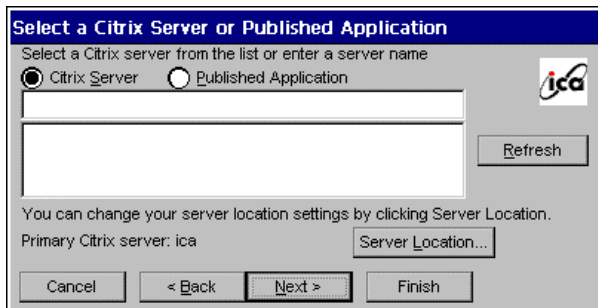 Select a Citrix Server or Published Application
Select a Citrix server from the list or enter a server name
Citrix Server Published Application
ica
Refresh
You can change your server location settings by clicking Server Location.
Primary Citrix server: ica Server Location...
Cancel < Back Next > Finish